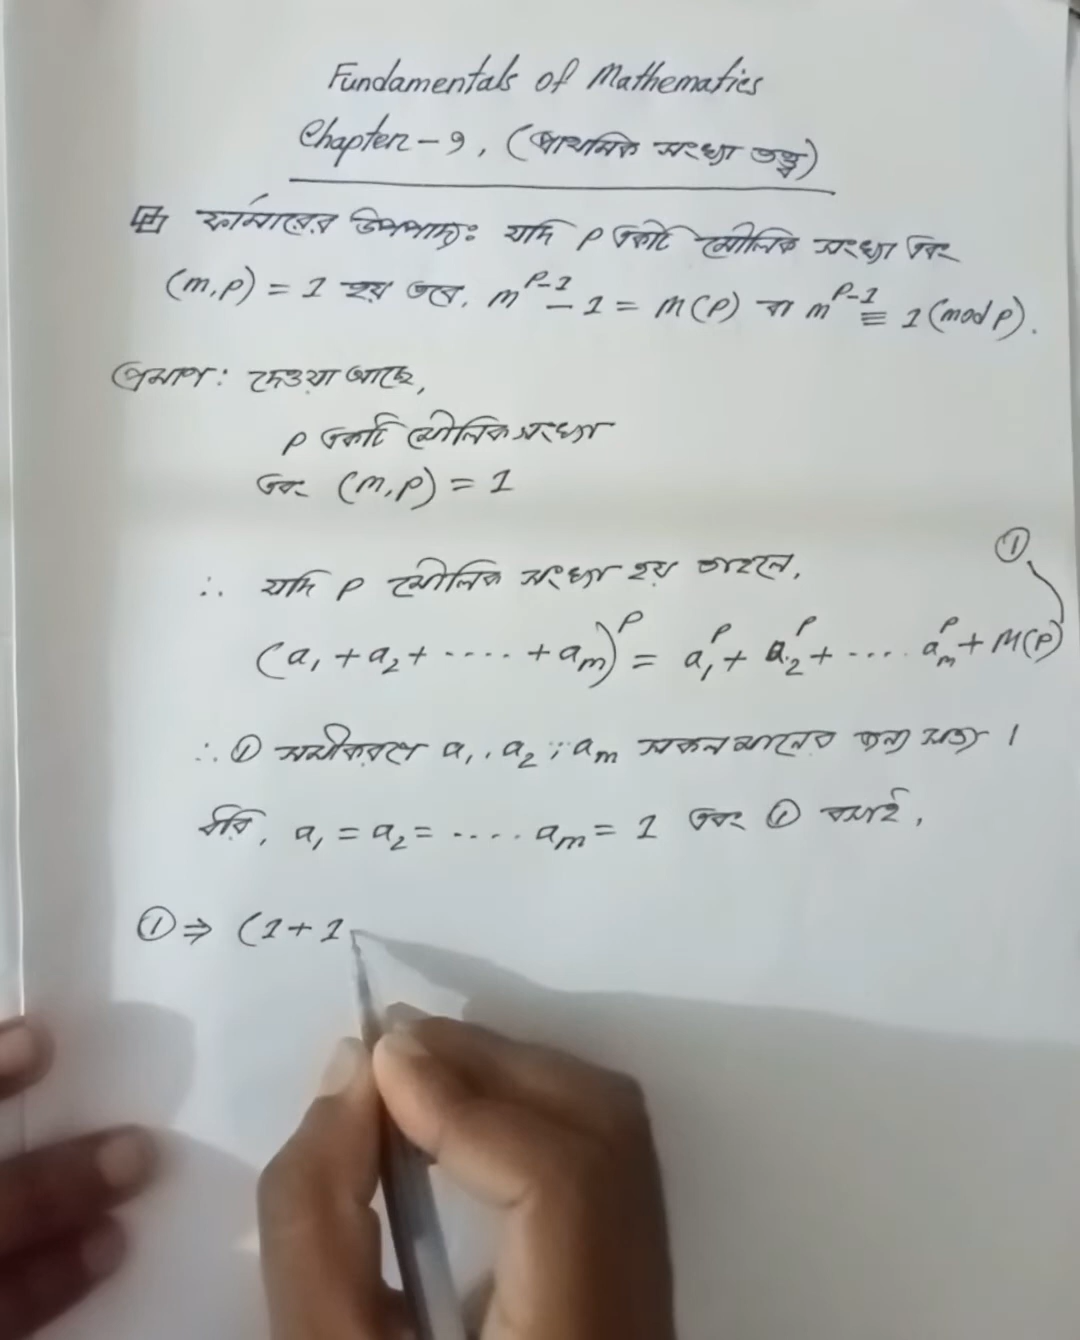 Fundamentals of Mathematics
Chapter-9, (প্রাথমিক সংখ্যা তত্ত্ব)
ফার্মারের উপপাদ্য: যদি p একটি মৌলিক সংখ্যা এবং
(m,p) = 1 হয় তবে, m^{p-1} - 1 = M(p) বা m^{p-1} ≡ 1 (mod p).
প্রমাণ: দেওয়া আছে,
p একটি মৌলিক সংখ্যা
এবং (m,p) = 1
∴ যদি p মৌলিক সংখ্যা হয় তাহলে,
(a₁ + a₂ + ···· + aₘ)^p = a₁^p + a₂^p + ···· aₘ^p + M(p) ①
∴ ① সমীকরণে a₁, a₂, ··, aₘ সকল মানের জন্য সত্য।
ধরি, a₁ = a₂ = ···· aₘ = 1 এবং ① বসাই,
① ⇒ (1+1